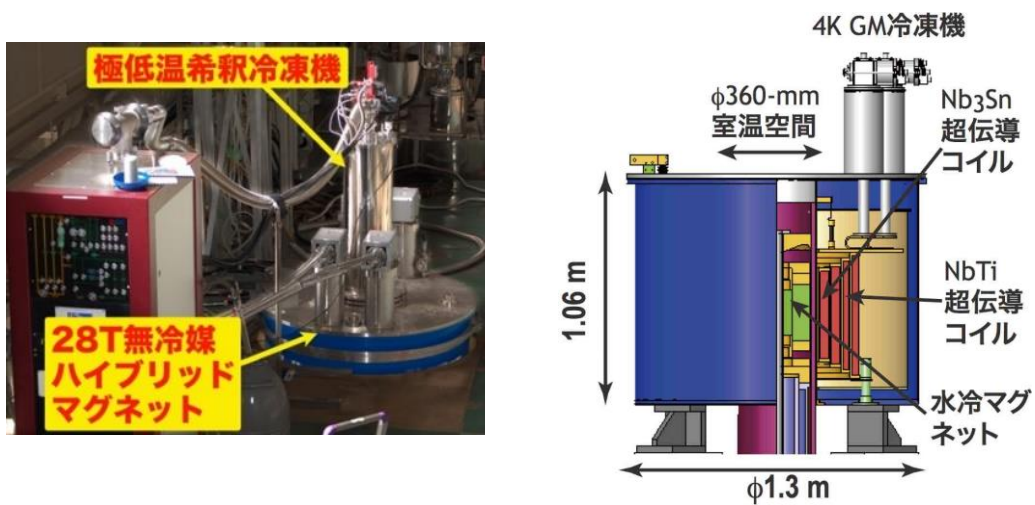 極低温希釈冷凍機
28T無冷媒
ハイブリッド
マグネット
4K GM冷凍機
φ360-mm
室温空間
Nb₃Sn
超伝導
コイル
1.06 m
NbTi
超伝導
コイル
水冷マグ
ネット
φ1.3 m